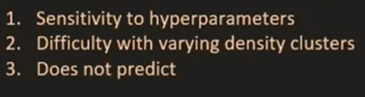 1. Sensitivity to hyperparameters
2. Difficulty with varying density clusters
3. Does not predict